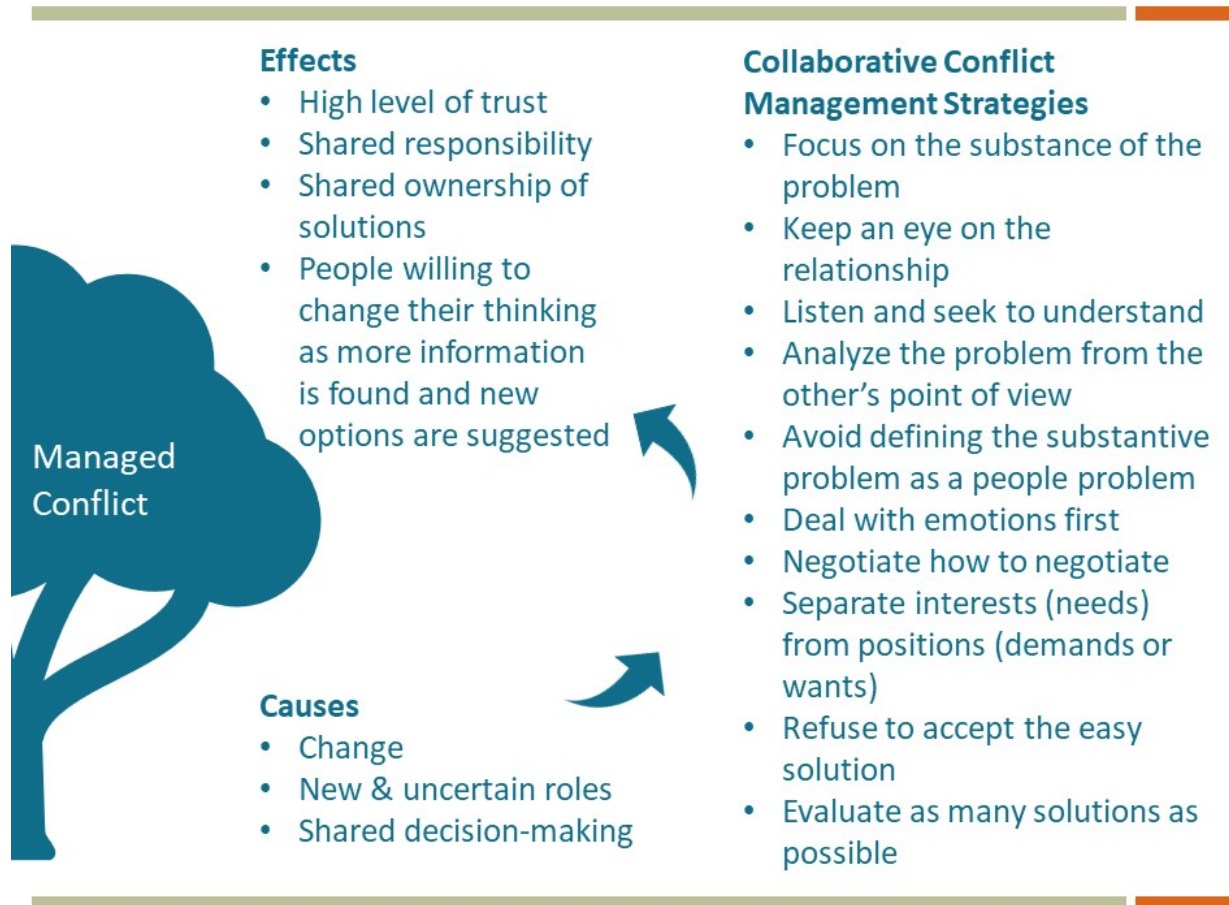 Managed
Conflict
Effects
• High level of trust
• Shared responsibility
• Shared ownership of
solutions
• People willing to
change their thinking
as more information
is found and new
options are suggested
Causes
• Change
• New & uncertain roles
• Shared decision-making
Collaborative Conflict
Management Strategies
• Focus on the substance of the
problem
• Keep an eye on the
relationship
• Listen and seek to understand
• Analyze the problem from the
other’s point of view
• Avoid defining the substantive
problem as a people problem
• Deal with emotions first
• Negotiate how to negotiate
• Separate interests (needs)
from positions (demands or
wants)
• Refuse to accept the easy
solution
• Evaluate as many solutions as
possible